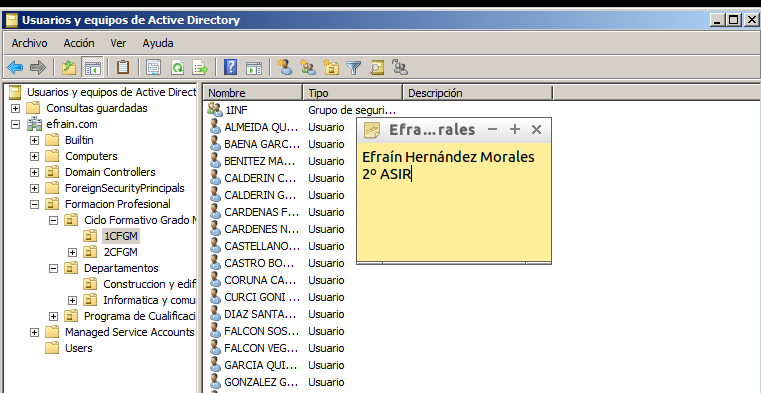 Usuarios y equipos de Active Directory
Archivo Acción Ver Ayuda
Usuarios y equipos de Active Direct
Consultas guardadas
efrain.com
Builtin
Computers
Domain Controllers
ForeignSecurityPrincipals
Formacion Profesional
Ciclo Formativo Grado M
1CFGM
2CFGM
Departamentos
Construccion y edif
Informatica y comu
Programa de Cualificaci
Managed Service Accounts
Users
Nombre Tipo Descripción
1INF Grupo de seguri...
ALMEIDA QU... Usuario
BAENA GARC... Usuario
BENITEZ MA... Usuario
CALDERIN C... Usuario
CALDERIN G... Usuario
CARDENAS F... Usuario
CARDENES N... Usuario
CASTELLANO... Usuario
CASTRO BO... Usuario
CORUNA CA... Usuario
CURCI GONI ... Usuario
DIAZ SANTA... Usuario
FALCON SOS... Usuario
FALCON VEG... Usuario
GARCIA QUI... Usuario
GONZALEZ G... Usuario
Efra...rales
Efraín Hernández Morales
2º ASIR